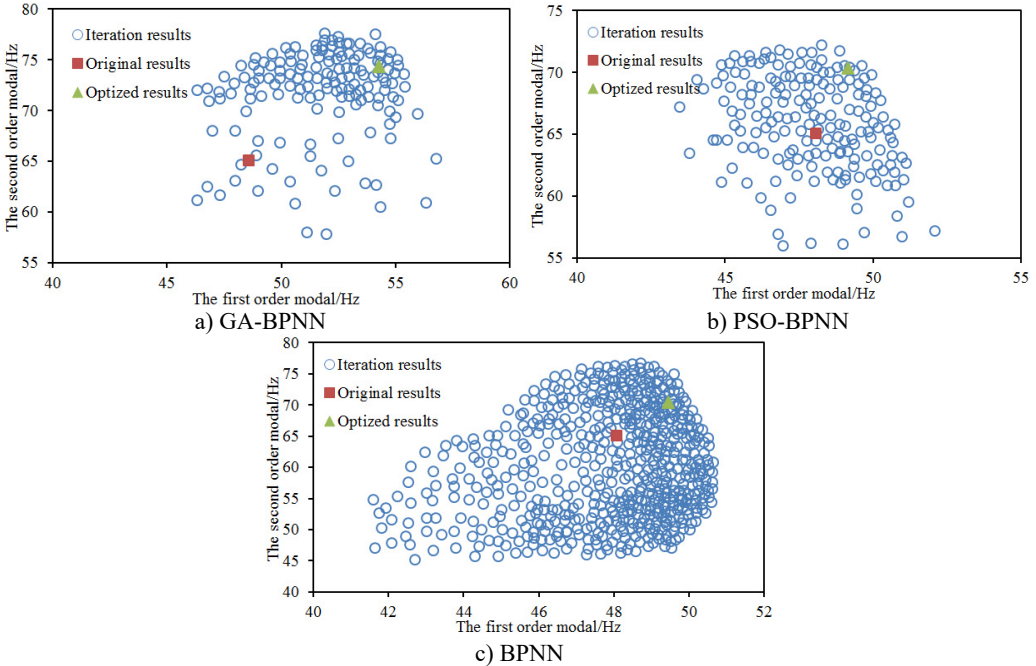 80
75
70
65
60
55
40
45
50
55
60
The second order modal/Hz
The first order modal/Hz
Iteration results
Original results
Optized results
a) GA-BPNN
75
70
65
60
55
40
45
50
55
The second order modal/Hz
The first order modal/Hz
Iteration results
Original results
Optized results
b) PSO-BPNN
80
75
70
65
60
55
50
45
40
40
42
44
46
48
50
52
The second order modal/Hz
The first order modal/Hz
Iteration results
Original results
Optized results
c) BPNN